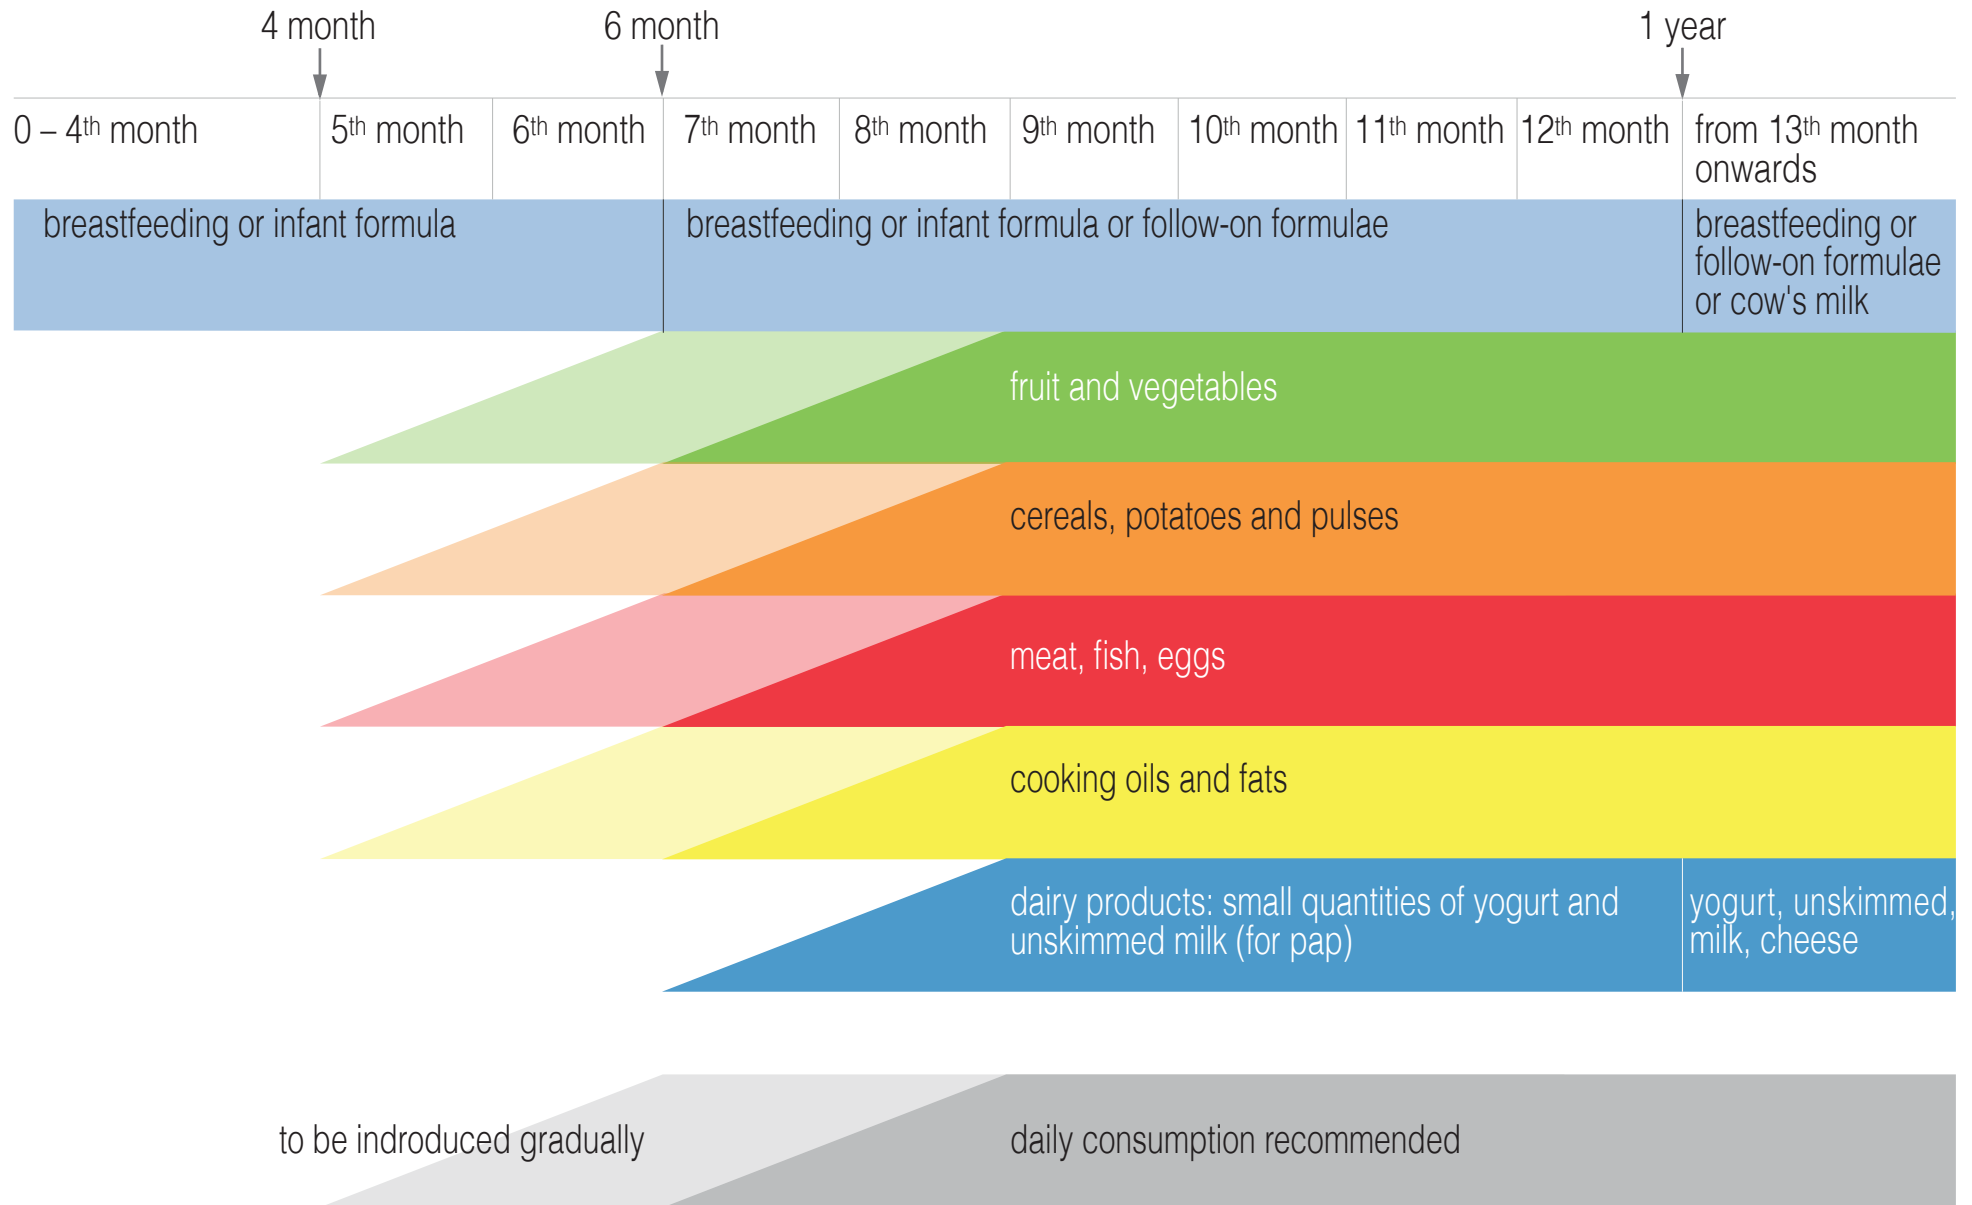 4 month
6 month
1 year
0 – 4th month
5th month
6th month
7th month
8th month
9th month
10th month
11th month
12th month
from 13th month
onwards
breastfeeding or infant formula
breastfeeding or infant formula or follow-on formulae
breastfeeding or
follow-on formulae
or cow's milk
fruit and vegetables
cereals, potatoes and pulses
meat, fish, eggs
cooking oils and fats
dairy products: small quantities of yogurt and
unskimmed milk (for pap)
yogurt, unskimmed,
milk, cheese
to be indroduced gradually
daily consumption recommended